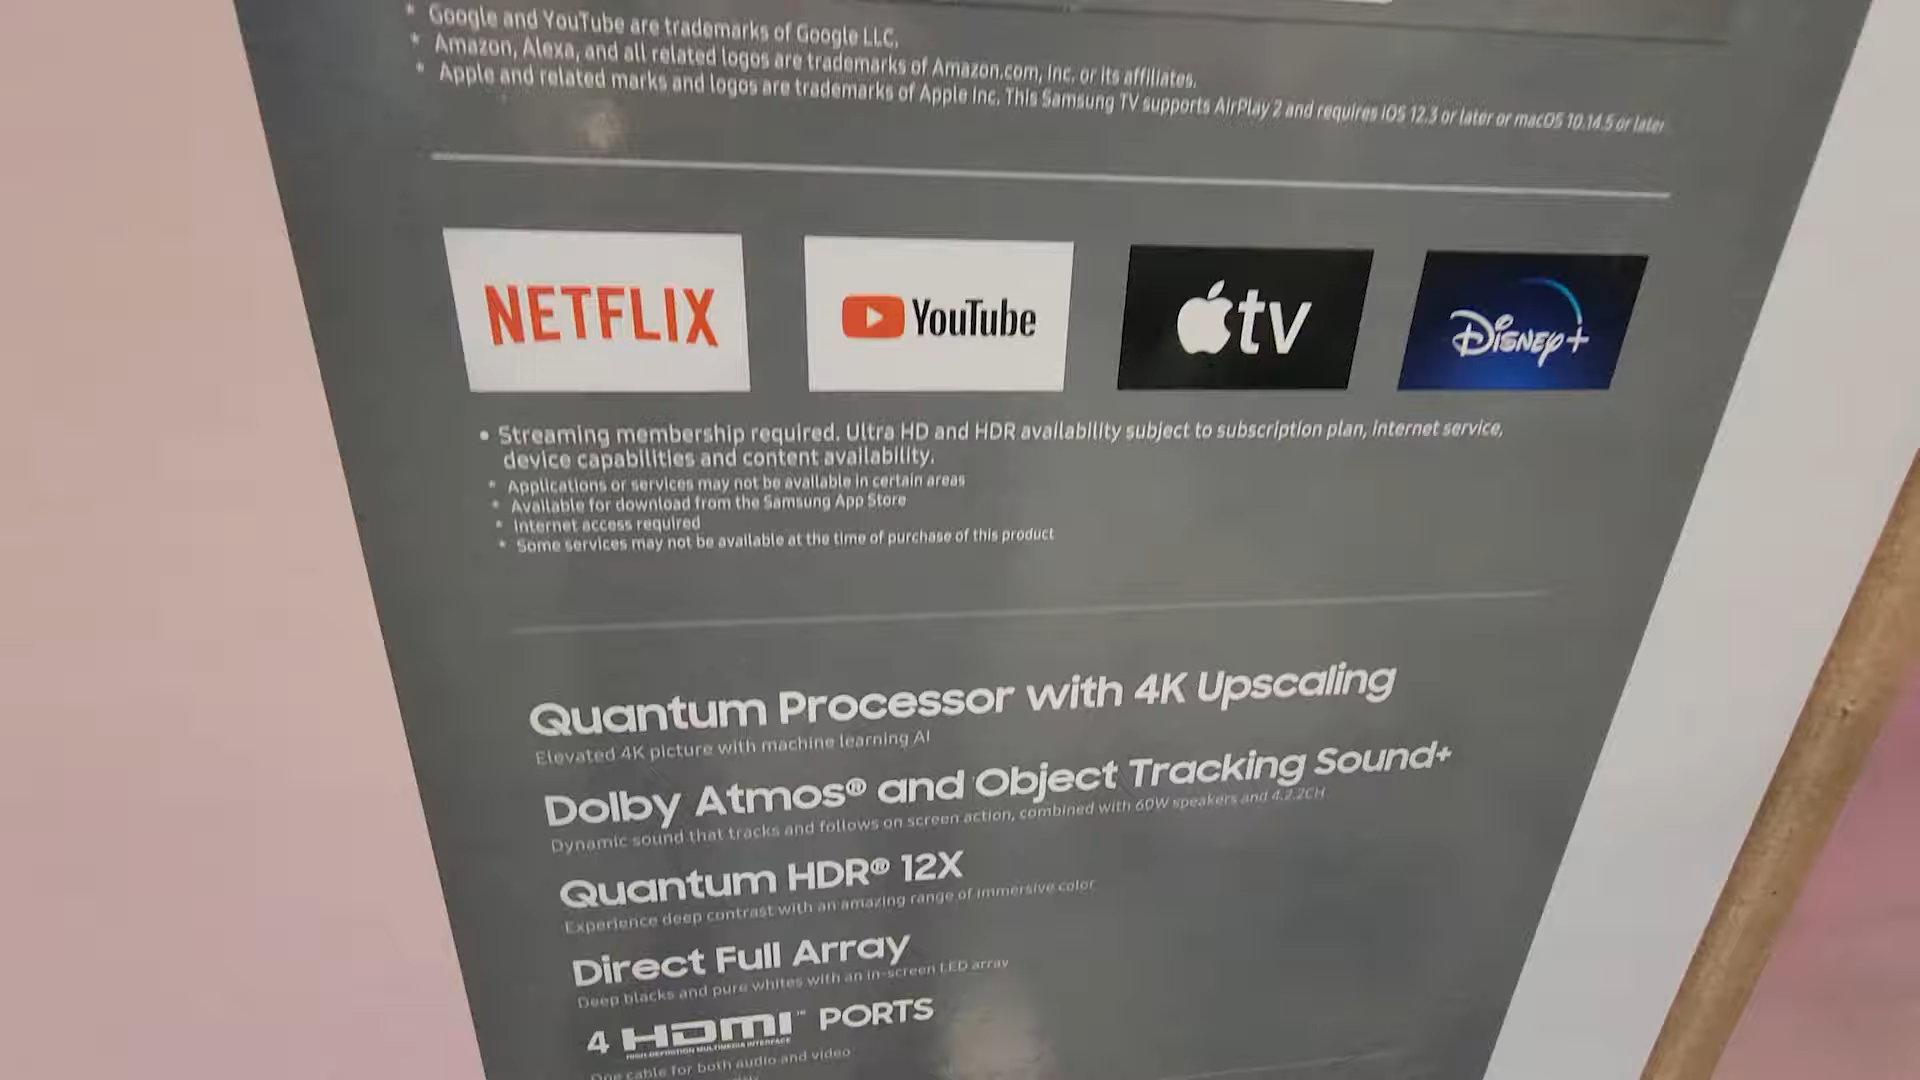 * Google and YouTube are trademarks of Google LLC.
* Amazon, Alexa, and all related logos are trademarks of Amazon.com, Inc. or its affiliates.
* Apple and related marks and logos are trademarks of Apple Inc. This Samsung TV supports AirPlay 2 and requires iOS 12.3 or later or macOS 10.14.5 or later
NETFLIX
YouTube
tv
Disney+
• Streaming membership required. Ultra HD and HDR availability subject to subscription plan, internet service,
device capabilities and content availability.
* Applications or services may not be available in certain areas
* Available for download from the Samsung App Store
* Internet access required
* Some services may not be available at the time of purchase of this product
Quantum Processor with 4K Upscaling
Elevated 4K picture with machine learning AI
Dolby Atmos® and Object Tracking Sound+
Dynamic sound that tracks and follows on screen action, combined with 60W speakers and 4.2.2CH
Quantum HDR® 12X
Experience deep contrast with an amazing range of immersive color
Direct Full Array
Deep blacks and pure whites with an in-screen LED array
4 HDMI™ PORTS
HIGH-DEFINITION MULTIMEDIA INTERFACE
One cable for both audio and video